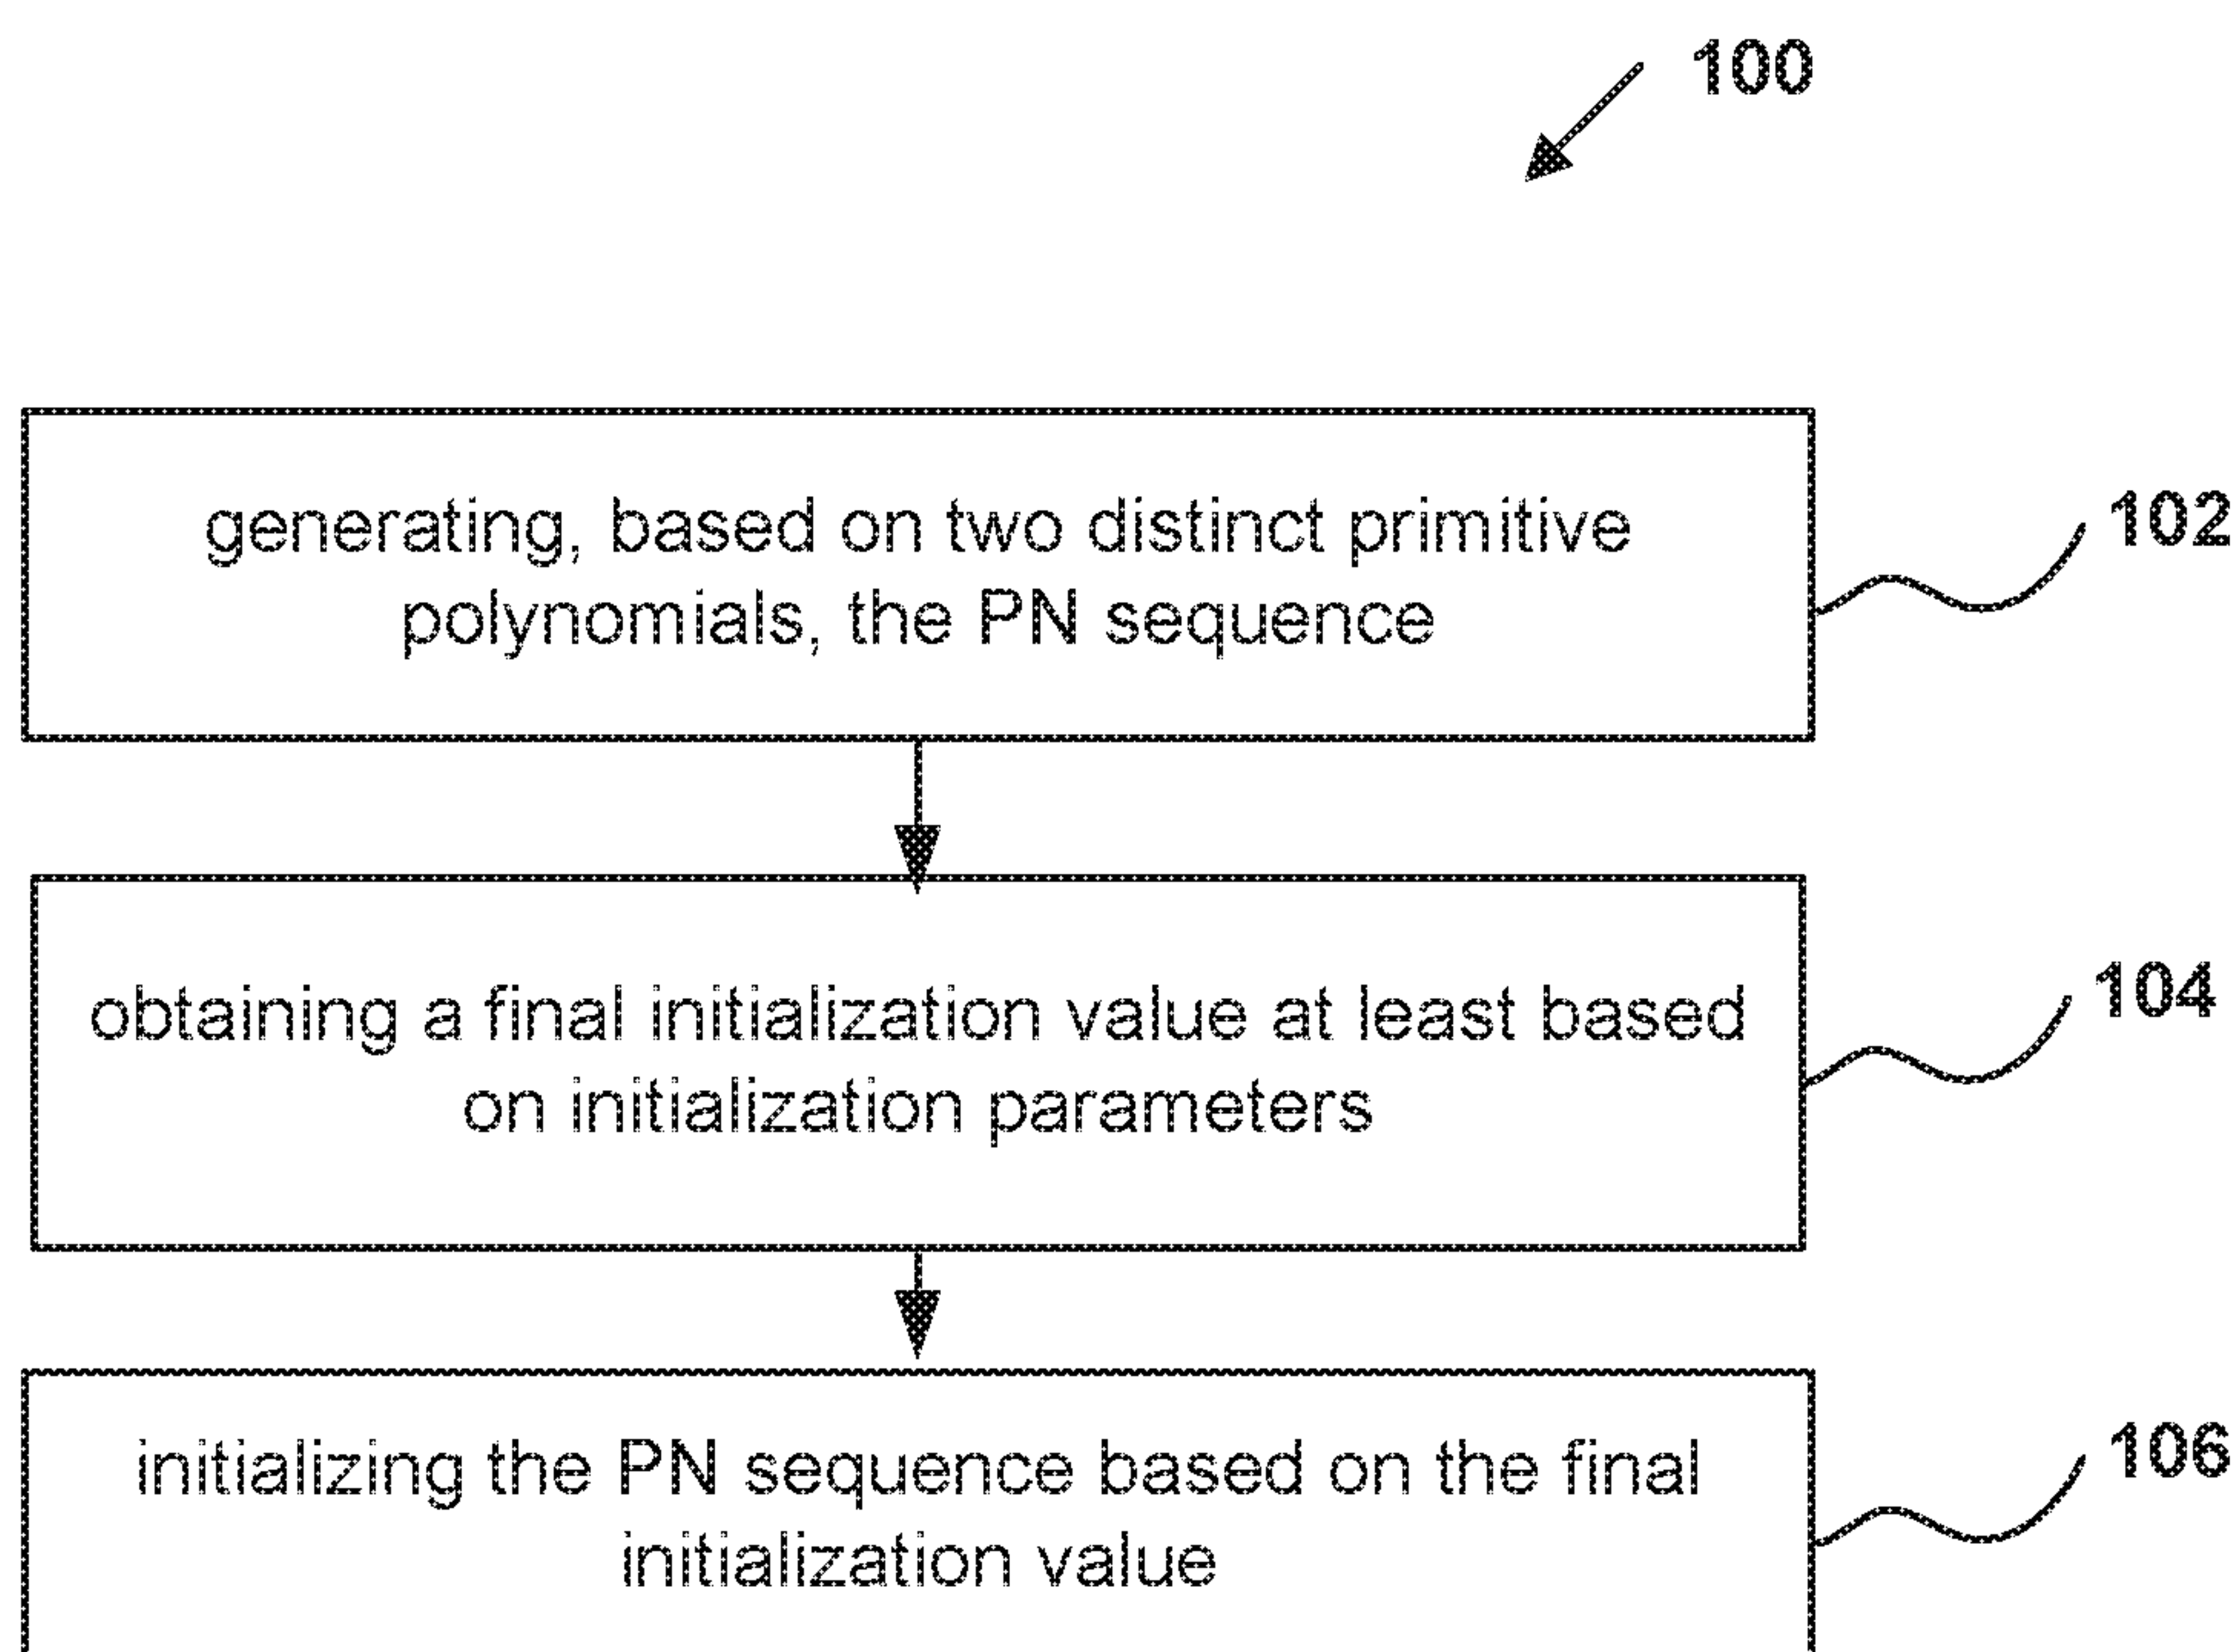 100
generating, based on two distinct primitive
polynomials, the PN sequence
102
obtaining a final initialization value at least based
on initialization parameters
104
initializing the PN sequence based on the final
initialization value
106